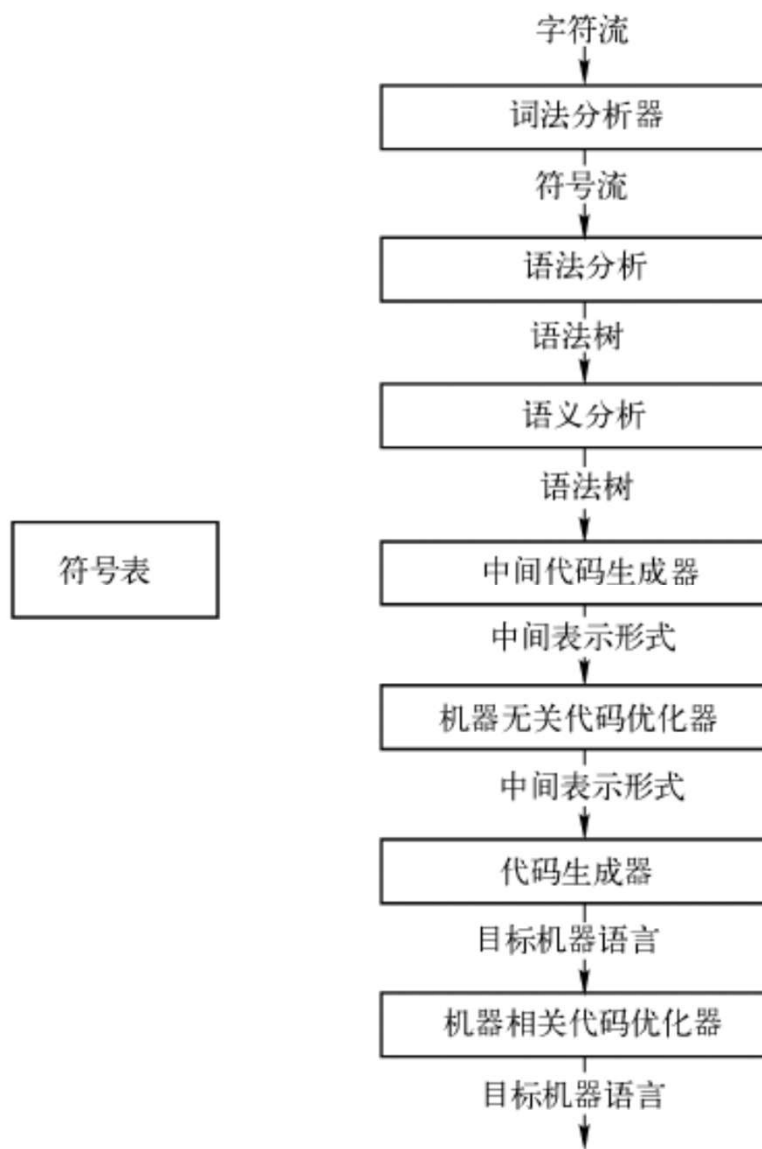 字符流
词法分析器
符号流
语法分析
语法树
语义分析
语法树
符号表
中间代码生成器
中间表示形式
机器无关代码优化器
中间表示形式
代码生成器
目标机器语言
机器相关代码优化器
目标机器语言